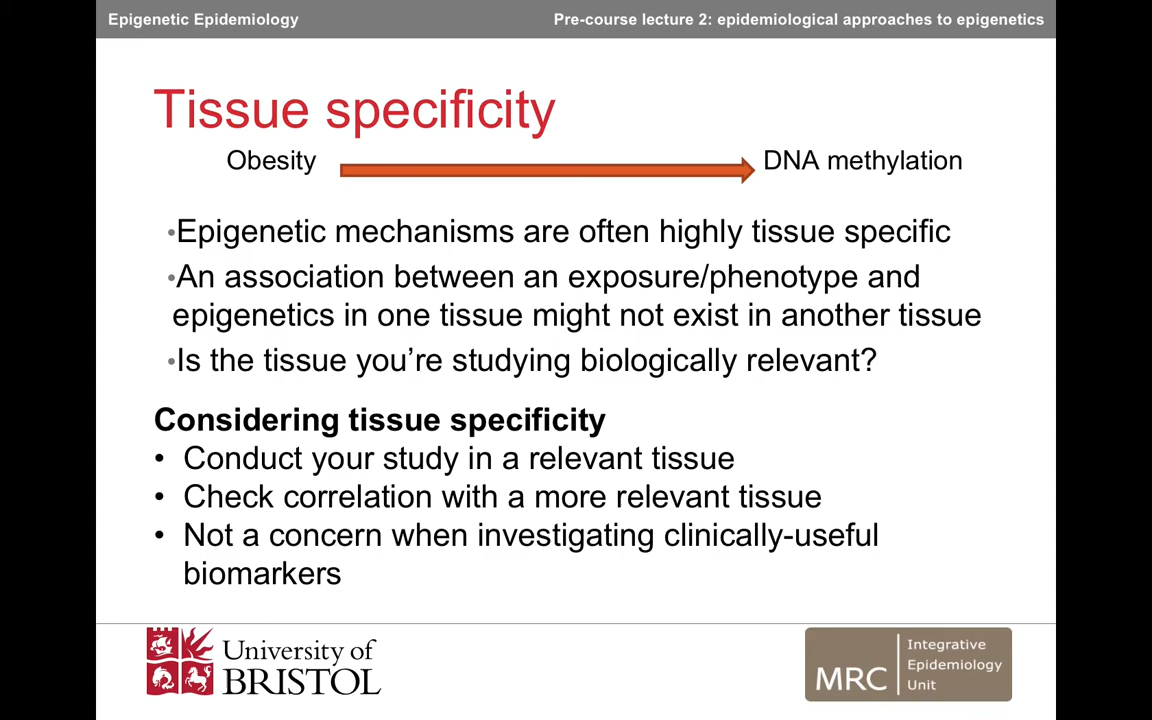 Epigenetic Epidemiology
Pre-course lecture 2: epidemiological approaches to epigenetics
Tissue specificity
Obesity
DNA methylation
•Epigenetic mechanisms are often highly tissue specific
•An association between an exposure/phenotype and
epigenetics in one tissue might not exist in another tissue
•Is the tissue you're studying biologically relevant?
Considering tissue specificity
• Conduct your study in a relevant tissue
• Check correlation with a more relevant tissue
• Not a concern when investigating clinically-useful
biomarkers
University of
BRISTOL
MRC
Integrative
Epidemiology
Unit